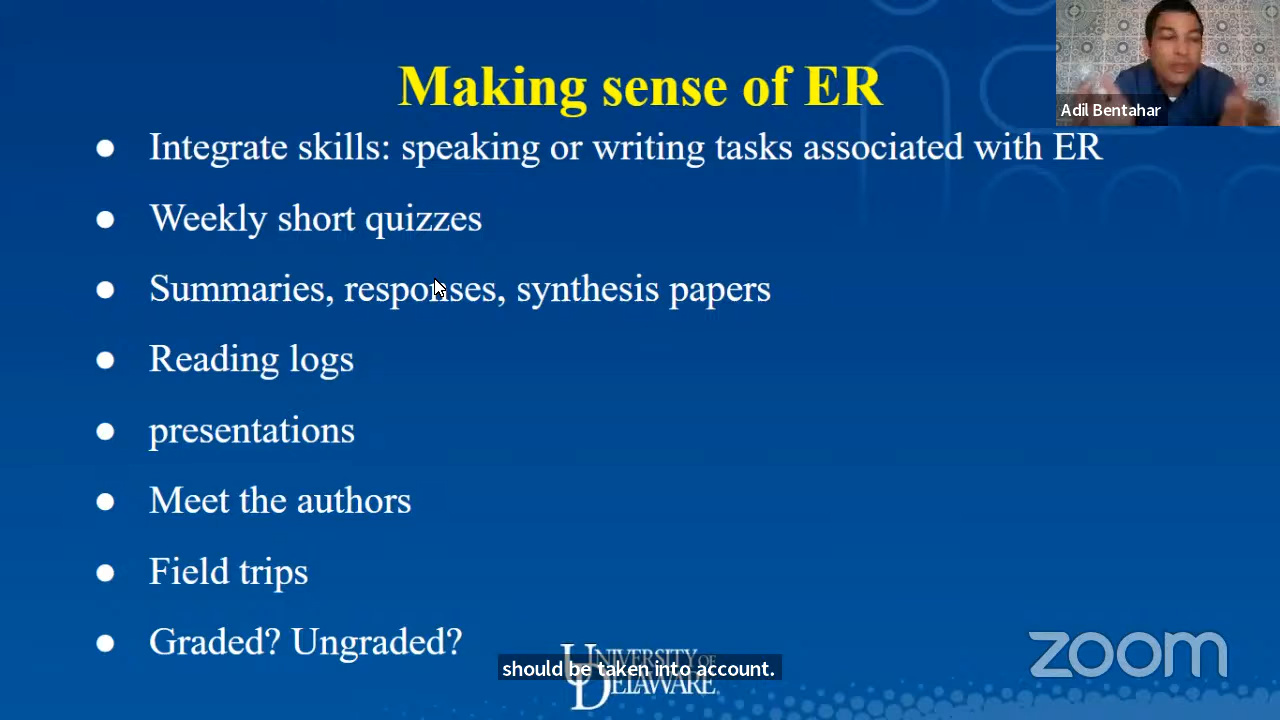 Making sense of ER
Adil Bentahar
● Integrate skills: speaking or writing tasks associated with ER
● Weekly short quizzes
● Summaries, responses, synthesis papers
● Reading logs
● presentations
● Meet the authors
● Field trips
● Graded? Ungraded?
UNIVERSITY OF
DELAWARE
should be taken into account.
zoom